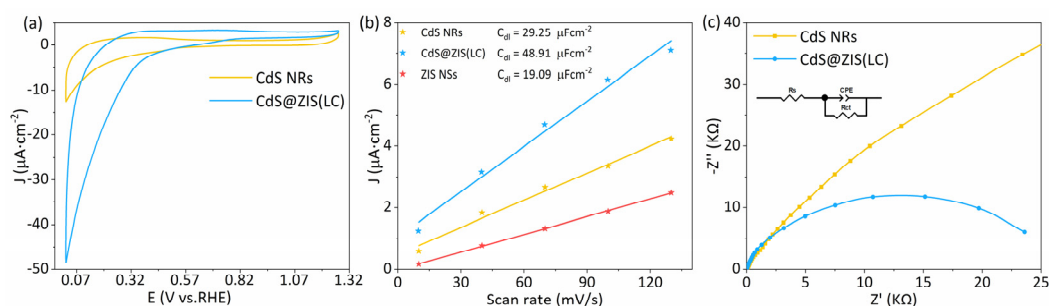 (a)
5
0
-10
-20
-30
-40
-50
J (µA·cm⁻²)
CdS NRs
CdS@ZIS(LC)
0.07 0.32 0.57 0.82 1.07 1.32
E (V vs.RHE)
(b)
CdS NRs Cdl = 29.25 µFcm⁻²
CdS@ZIS(LC) Cdl = 48.91 µFcm⁻²
ZIS NSs Cdl = 19.09 µFcm⁻²
8
6
4
2
0
J (µA·cm⁻²)
0 30 60 90 120
Scan rate (mV/s)
(c)
CdS NRs
CdS@ZIS(LC)
Rs CPE
Rct
40
30
20
10
0
-Z'' (KΩ)
0 5 10 15 20 25
Z' (KΩ)